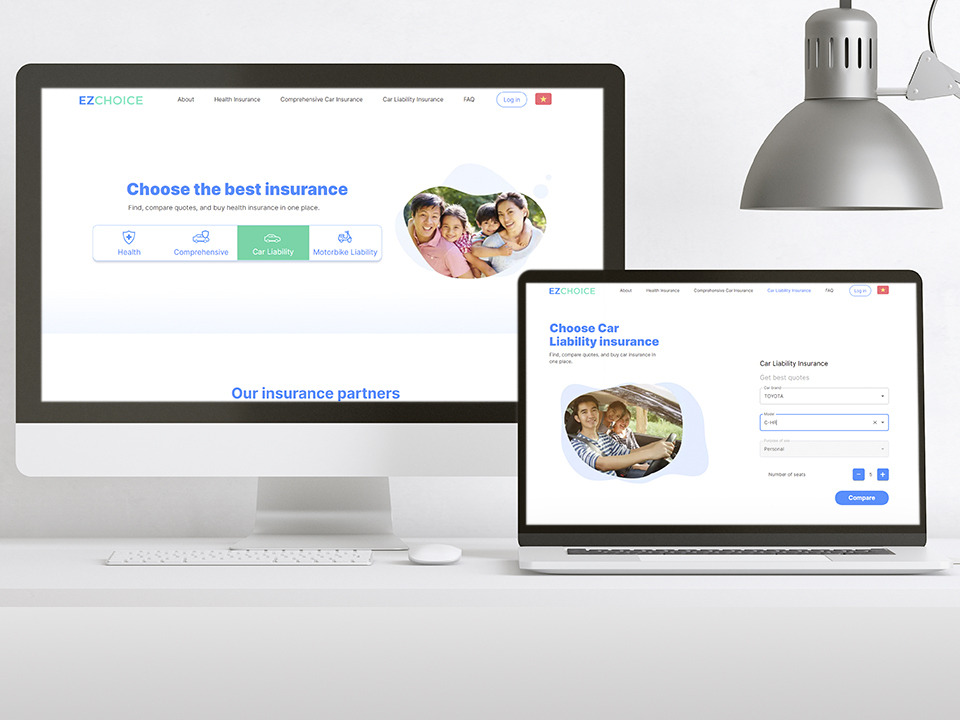 EZCHOICE About Health Insurance Comprehensive Car Insurance Car Liability Insurance FAQ Log in
Choose the best insurance
Find, compare quotes, and buy health insurance in one place.
Health Comprehensive Car Liability Motorbike Liability
Our insurance partners
EZCHOICE About Health Insurance Comprehensive Car Insurance Car Liability Insurance FAQ Log in
Choose Car
Liability insurance
Find, compare quotes, and buy car insurance in
one place.
Car Liability Insurance
Get best quotes
Car Brand
TOYOTA
Model
C-HR
Purpose of use
Personal
Number of seats − 5 +
Compare